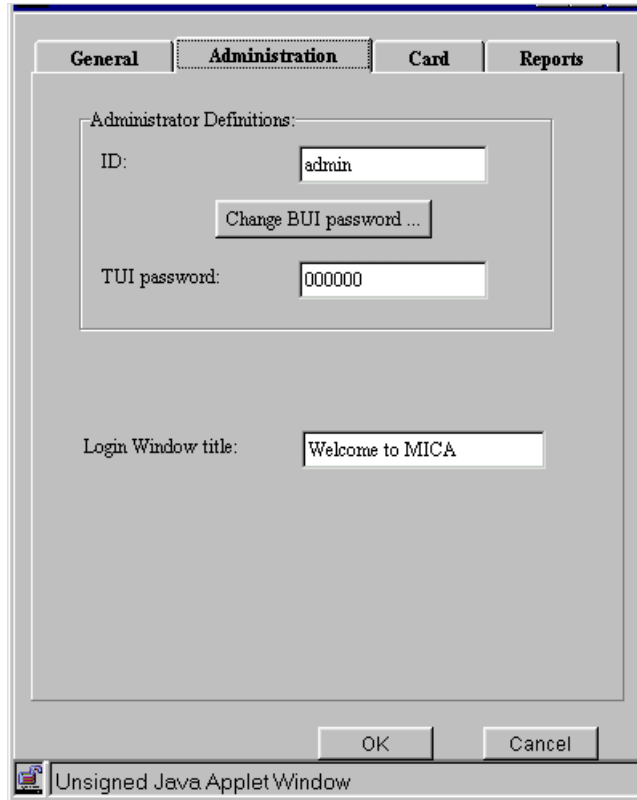 General Administration Card Reports
Administrator Definitions:
ID: admin
Change BUI password ...
TUI password: 000000
Login Window title: Welcome to MICA
OK Cancel
Unsigned Java Applet Window